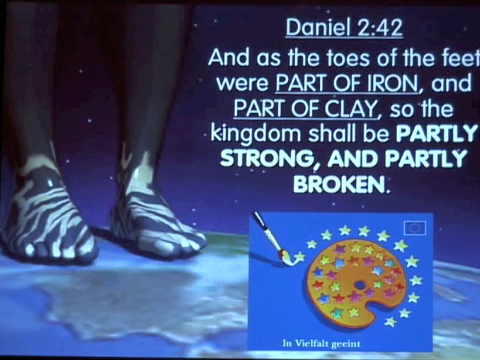 Daniel 2:42
And as the toes of the feet
were PART OF IRON, and
PART OF CLAY, so the
kingdom shall be PARTLY
STRONG, AND PARTLY
BROKEN.
In Vielfalt geeint